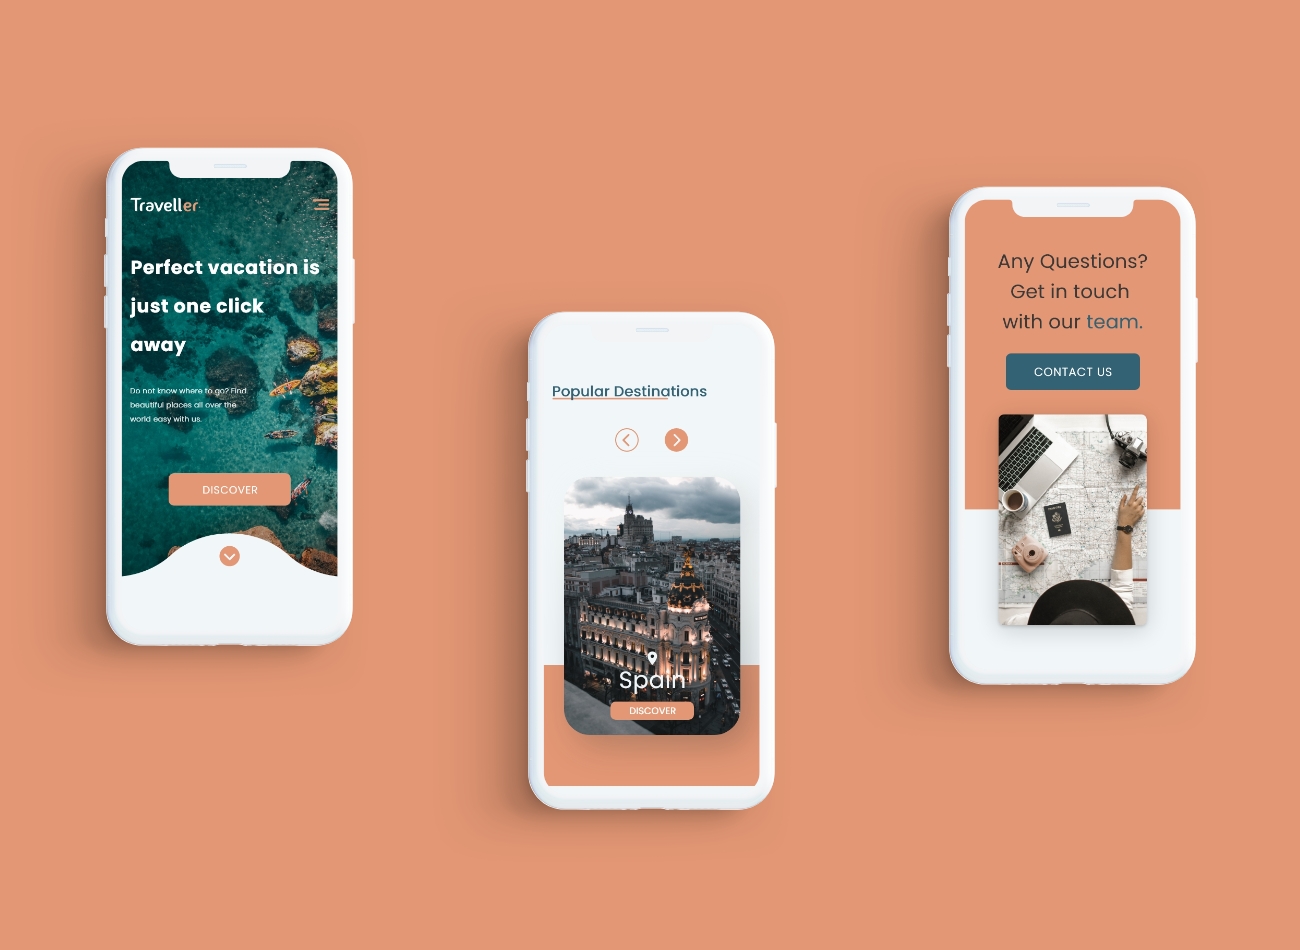 Traveller
Perfect vacation is
just one click
away
Do not know where to go? Find
beautiful places all over the
world easy with us.
DISCOVER
Popular Destinations
Spain
DISCOVER
Any Questions?
Get in touch
with our team.
CONTACT US